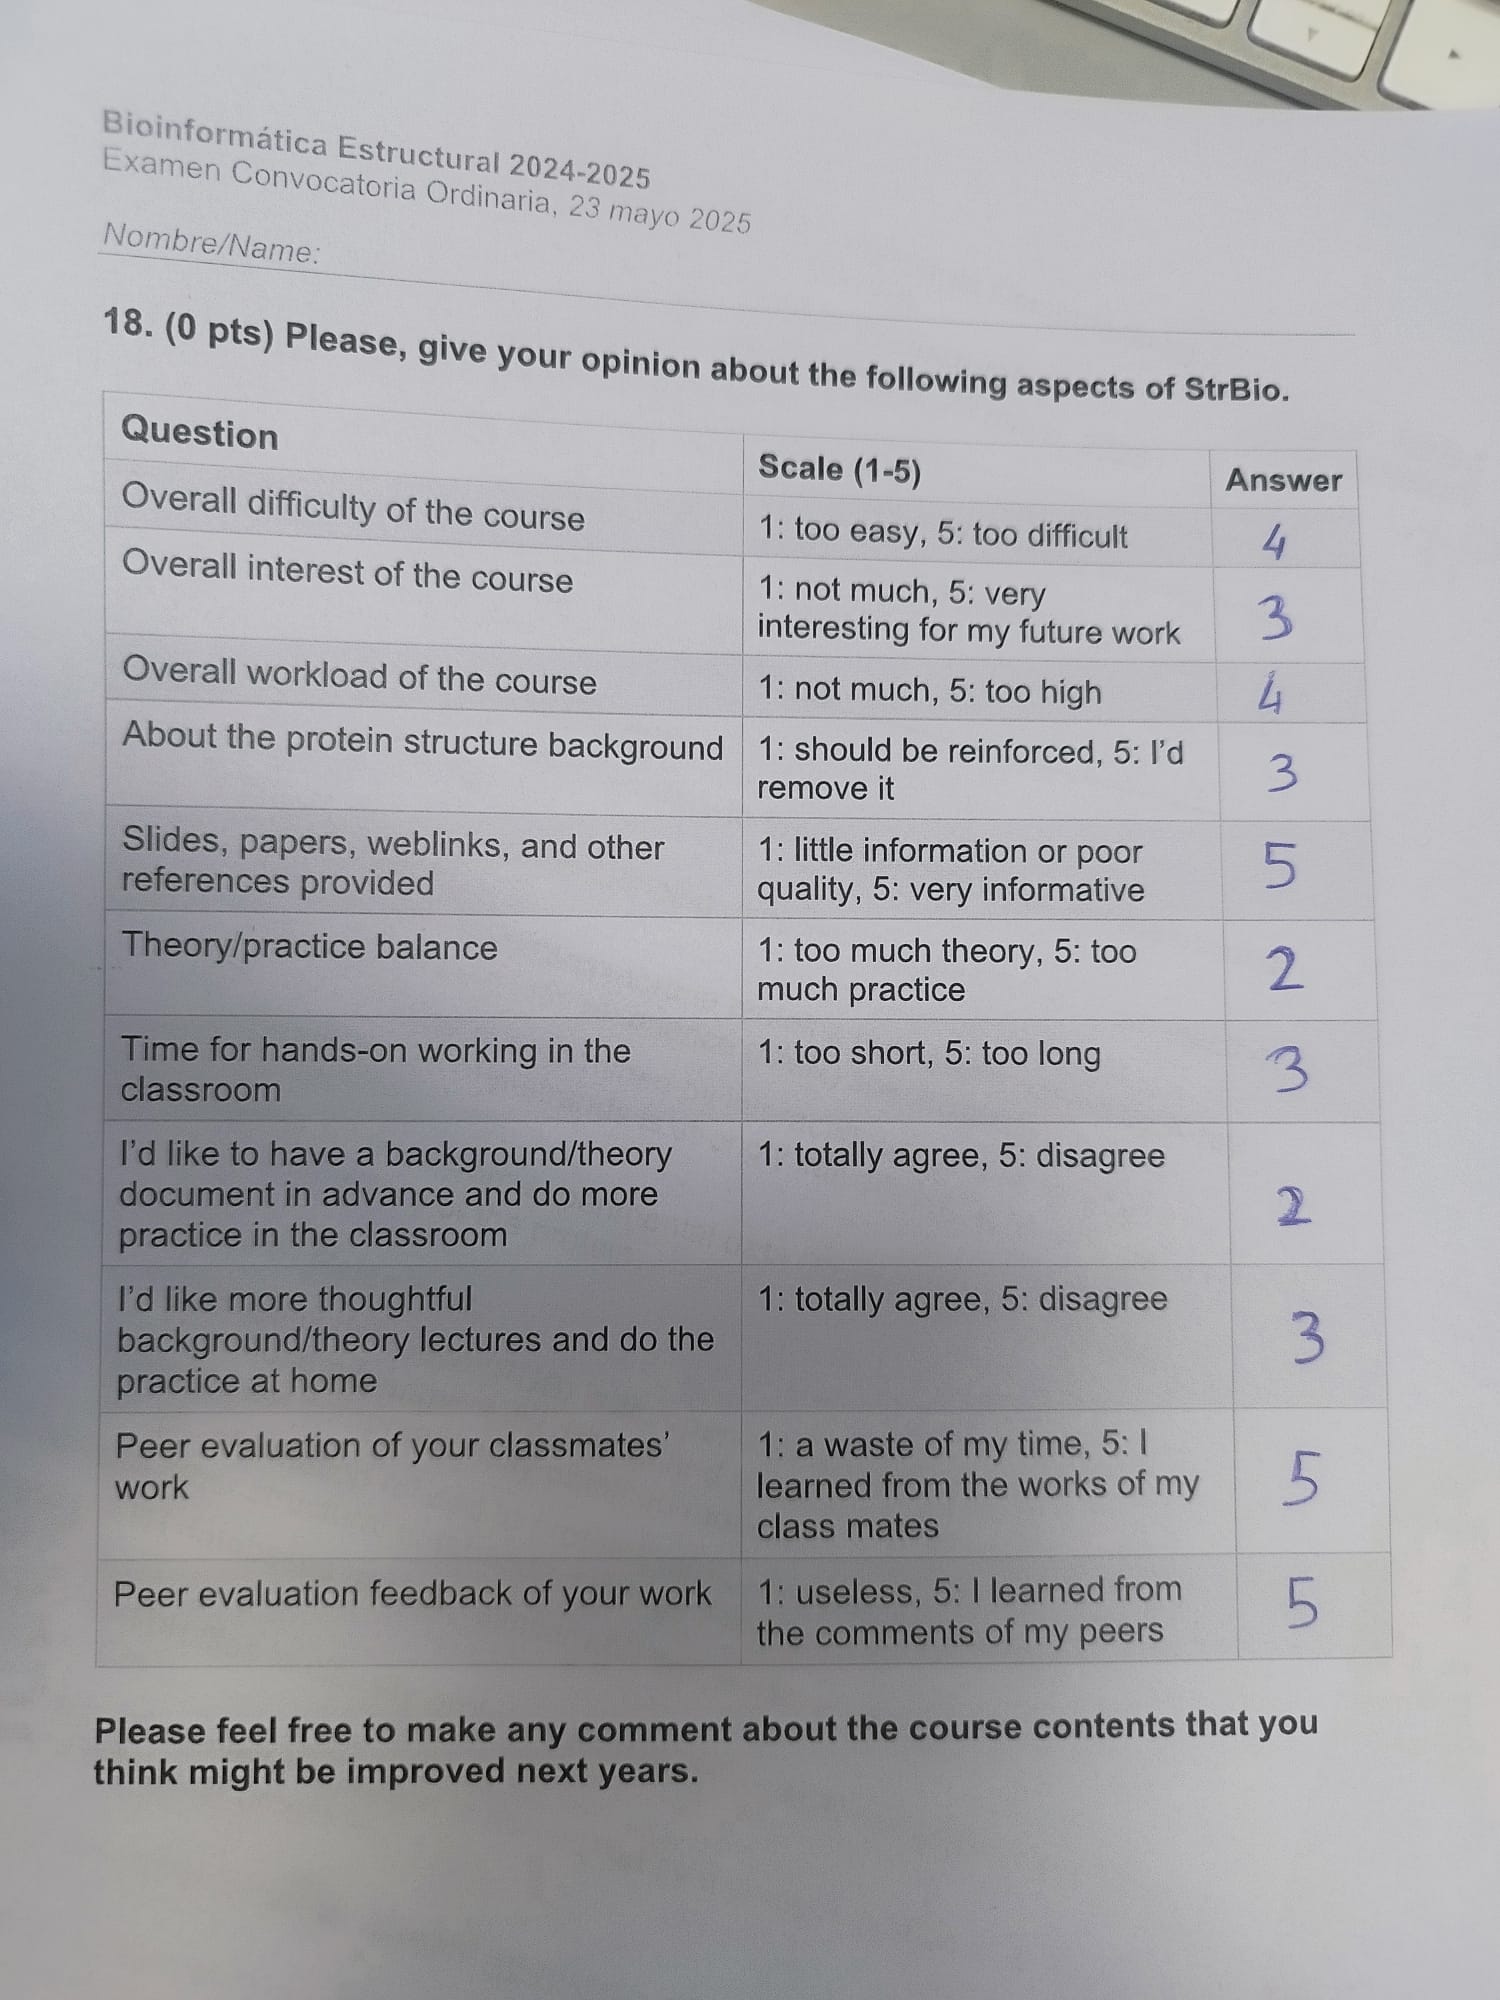 Bioinformática Estructural 2024-2025
Examen Convocatoria Ordinaria, 23 mayo 2025
Nombre/Name:
18. (0 pts) Please, give your opinion about the following aspects of StrBio.
Question Scale (1-5) Answer
Overall difficulty of the course 1: too easy, 5: too difficult 4
Overall interest of the course 1: not much, 5: very
interesting for my future work 3
Overall workload of the course 1: not much, 5: too high 4
About the protein structure background 1: should be reinforced, 5: I'd
remove it 3
Slides, papers, weblinks, and other 1: little information or poor
references provided quality, 5: very informative 5
Theory/practice balance 1: too much theory, 5: too
much practice 2
Time for hands-on working in the 1: too short, 5: too long 3
classroom
I'd like to have a background/theory 1: totally agree, 5: disagree
document in advance and do more 2
practice in the classroom
I'd like more thoughtful 1: totally agree, 5: disagree
background/theory lectures and do the 3
practice at home
Peer evaluation of your classmates' 1: a waste of my time, 5: I
work learned from the works of my 5
class mates
Peer evaluation feedback of your work 1: useless, 5: I learned from 5
the comments of my peers
Please feel free to make any comment about the course contents that you
think might be improved next years.